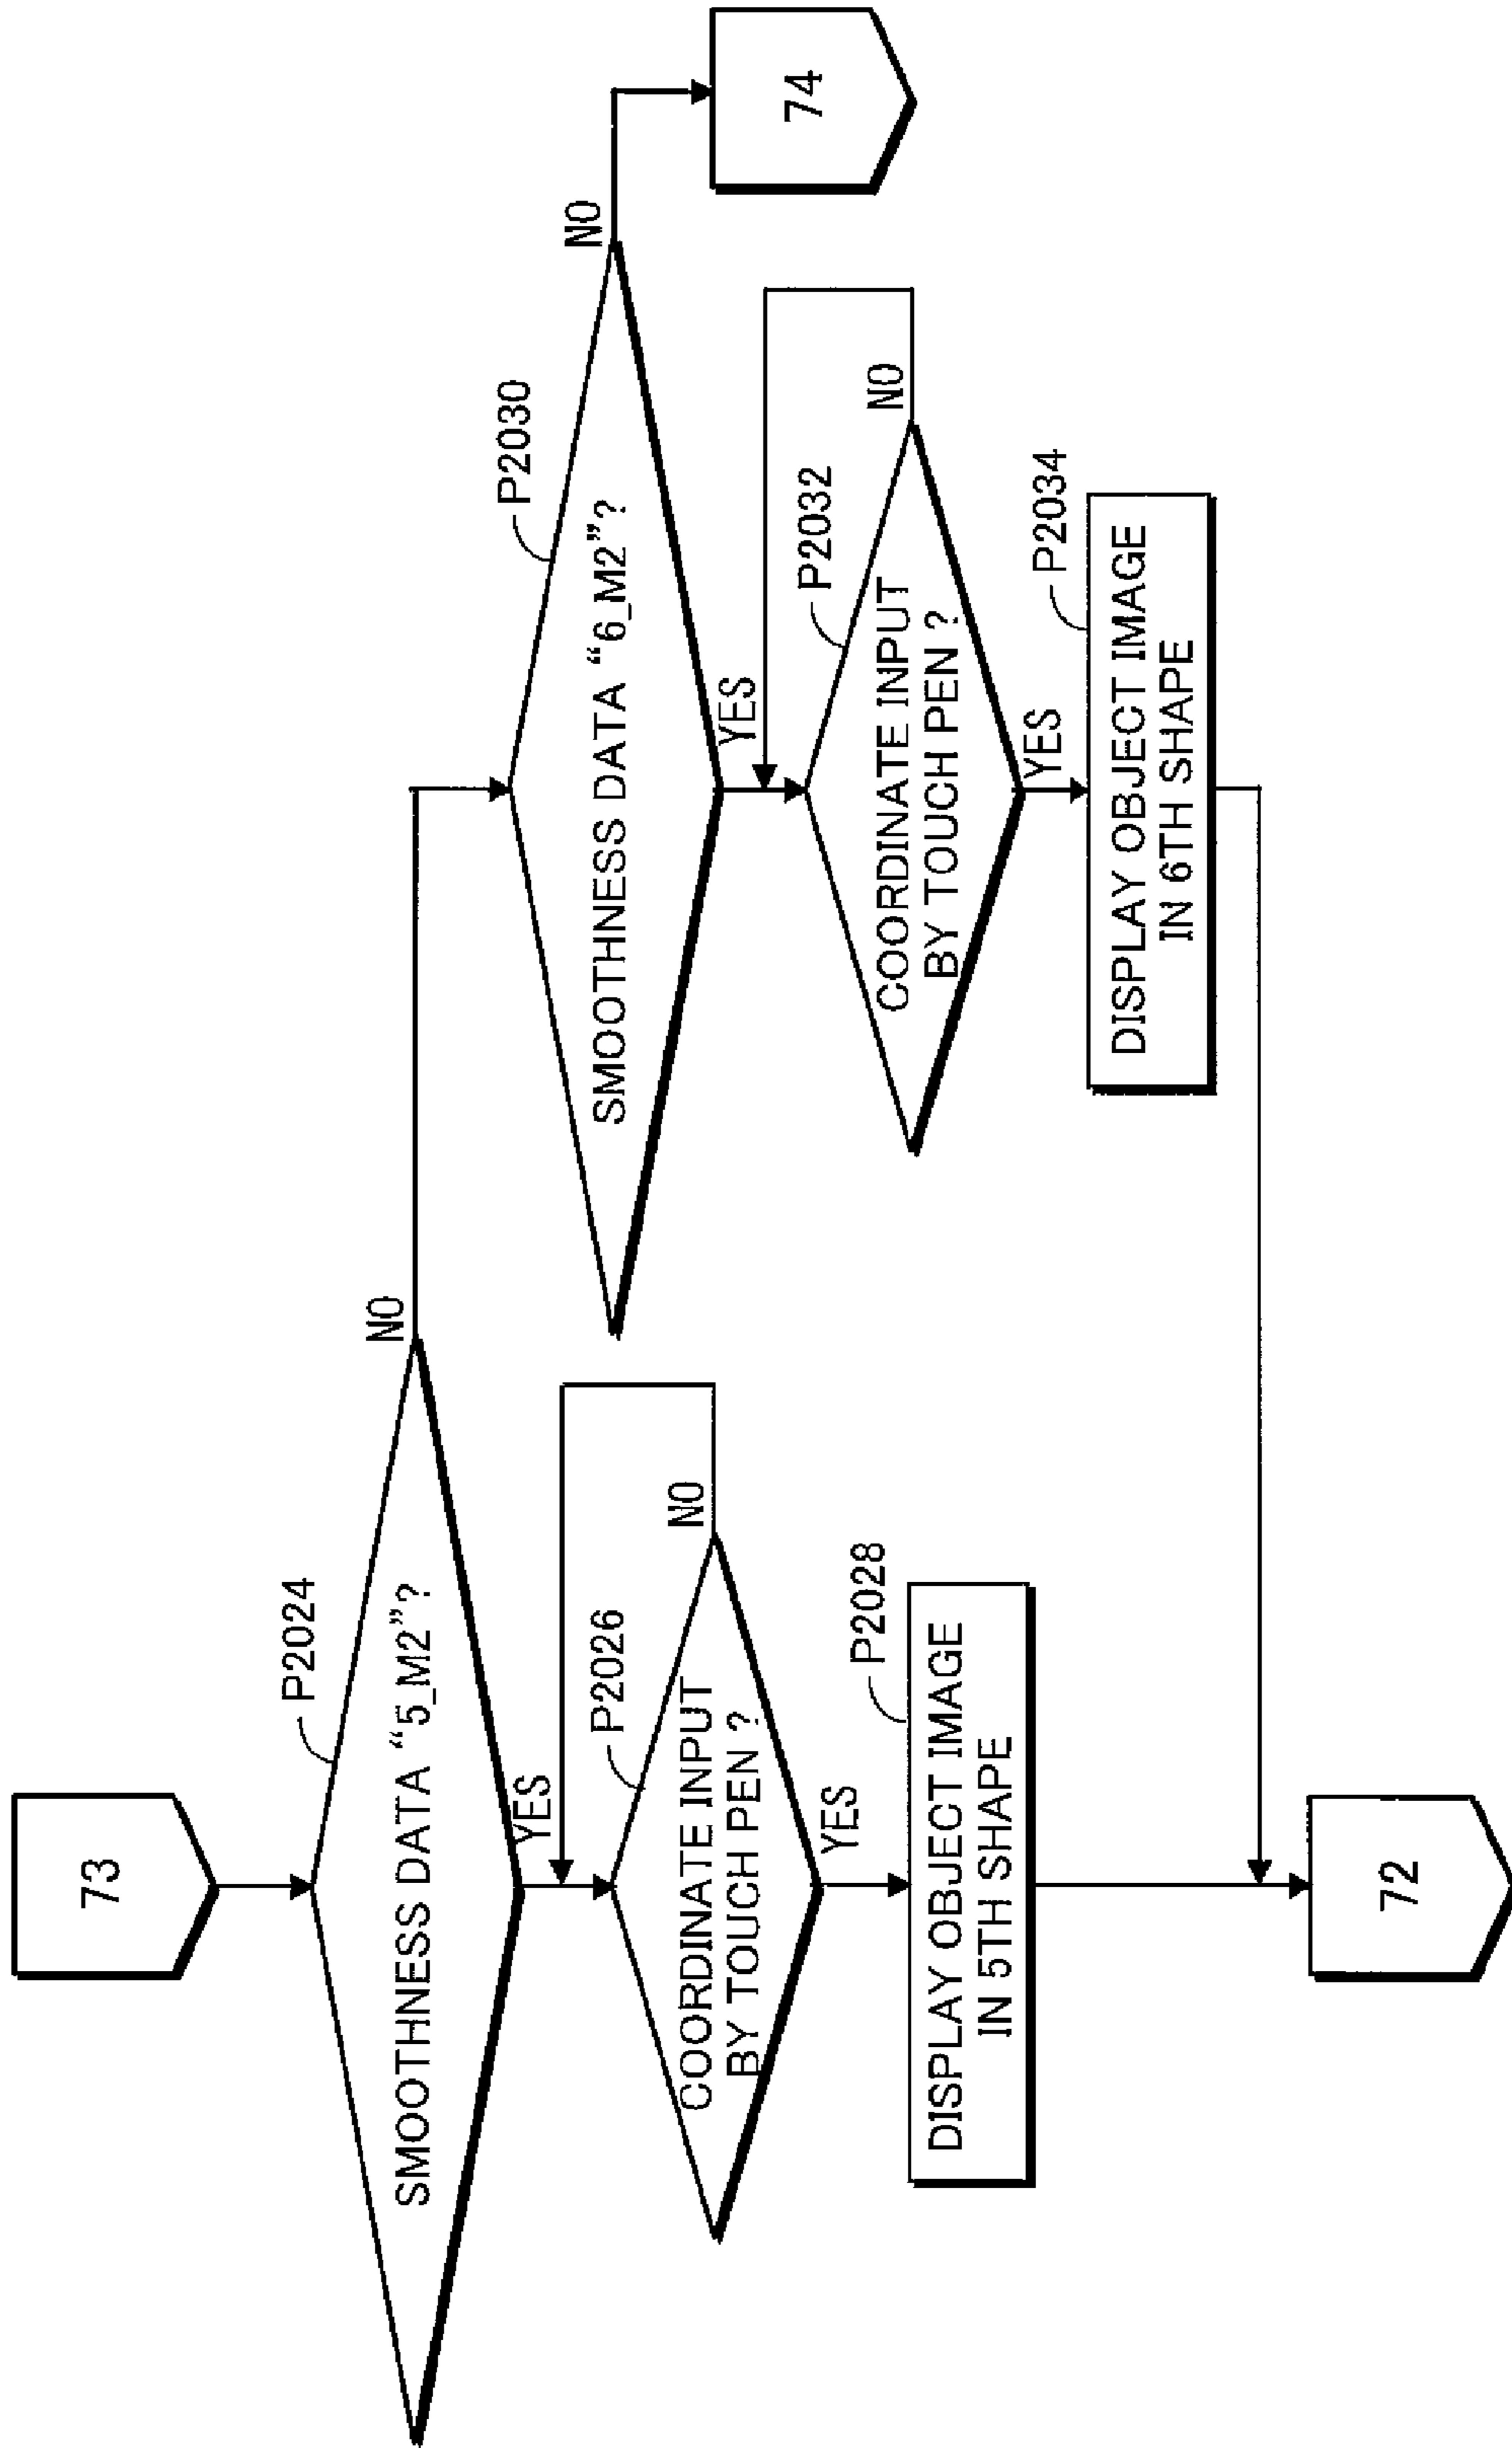 73
P2024
SMOOTHNESS DATA “5_M2”?
NO
YES
P2026
COORDINATE INPUT
BY TOUCH PEN ?
NO
YES
P2028
DISPLAY OBJECT IMAGE
IN 5TH SHAPE
72
P2030
SMOOTHNESS DATA “6_M2”?
NO
74
YES
P2032
COORDINATE INPUT
BY TOUCH PEN ?
NO
YES
P2034
DISPLAY OBJECT IMAGE
IN 6TH SHAPE